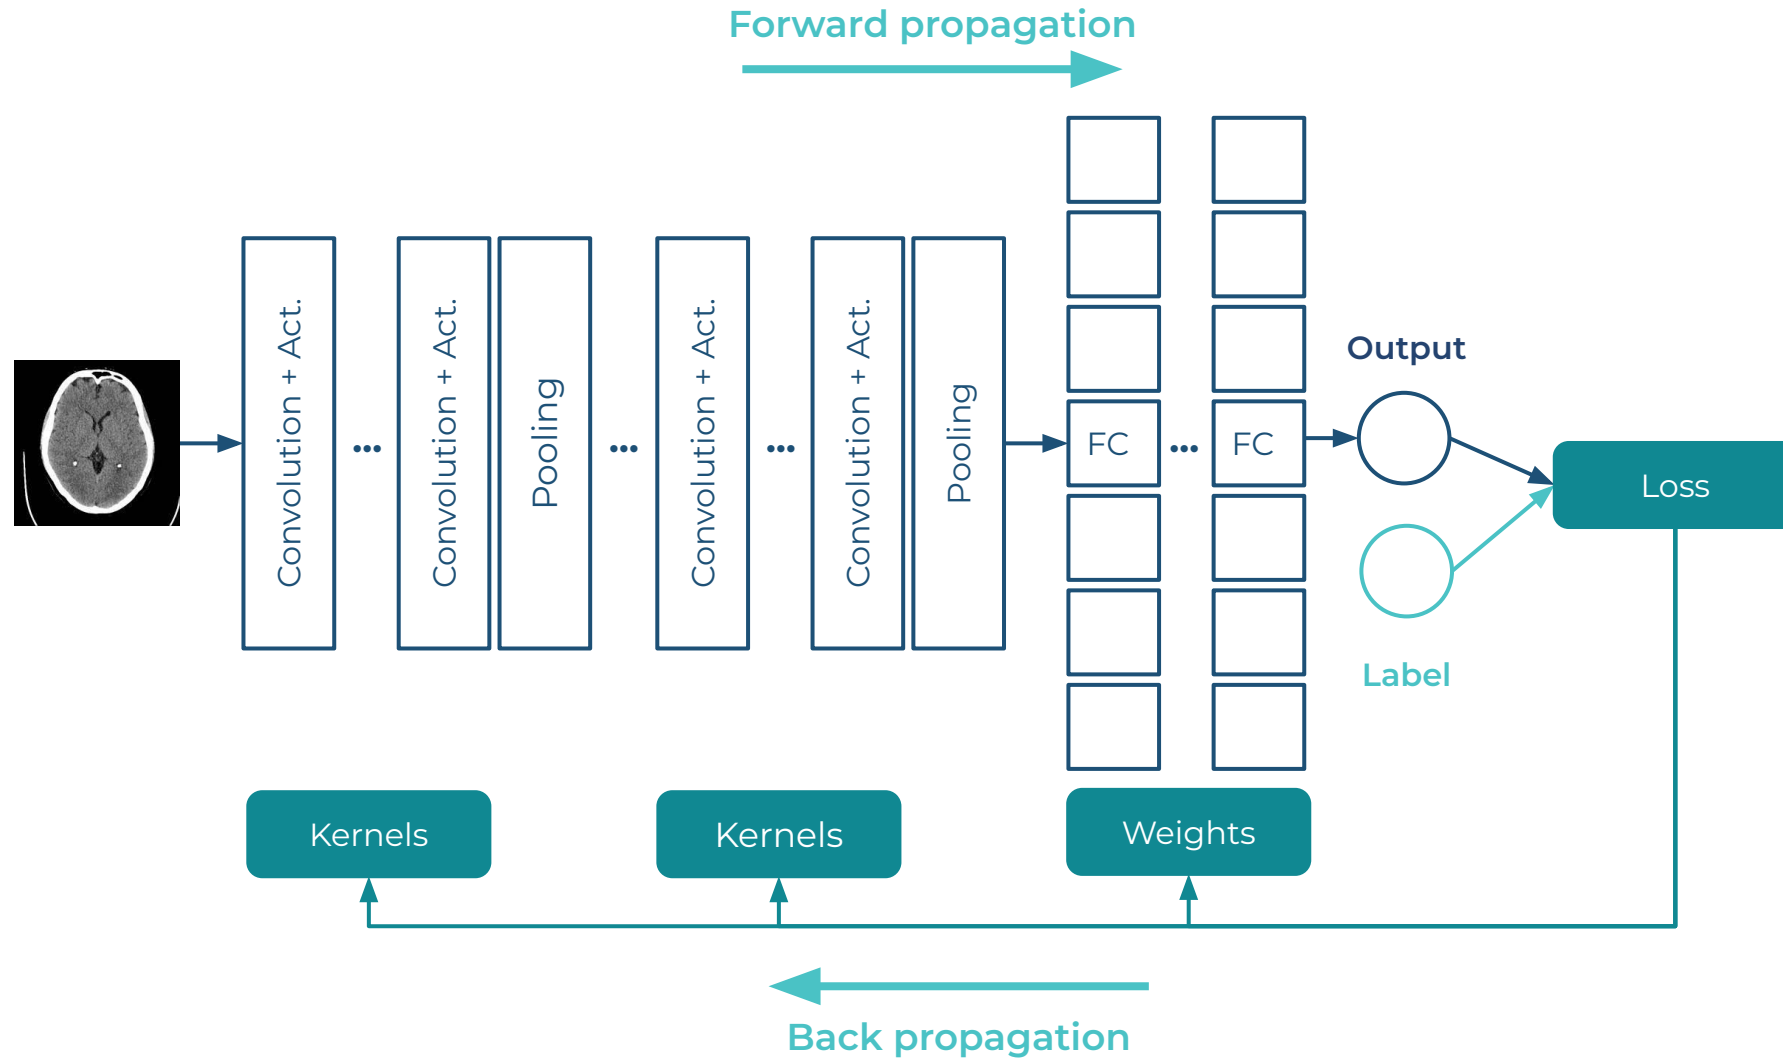 Forward propagation
Convolution + Act.
...
Convolution + Act.
Pooling
...
Convolution + Act.
...
Convolution + Act.
Pooling
FC
...
FC
Output
Label
Loss
Kernels
Kernels
Weights
Back propagation